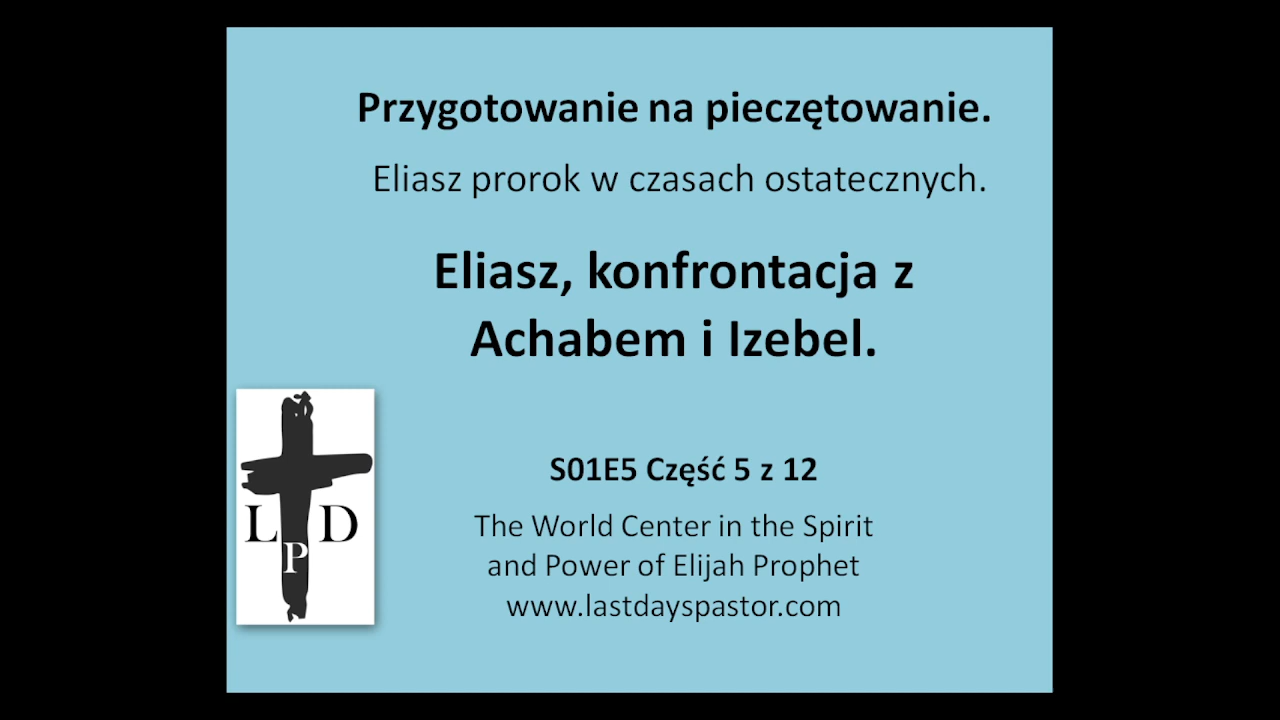 Przygotowanie na pieczętowanie.
Eliasz prorok w czasach ostatecznych.
Eliasz, konfrontacja z
Achabem i Izebel.
S01E5 Część 5 z 12
The World Center in the Spirit
and Power of Elijah Prophet
www.lastdayspastor.com
L D
P